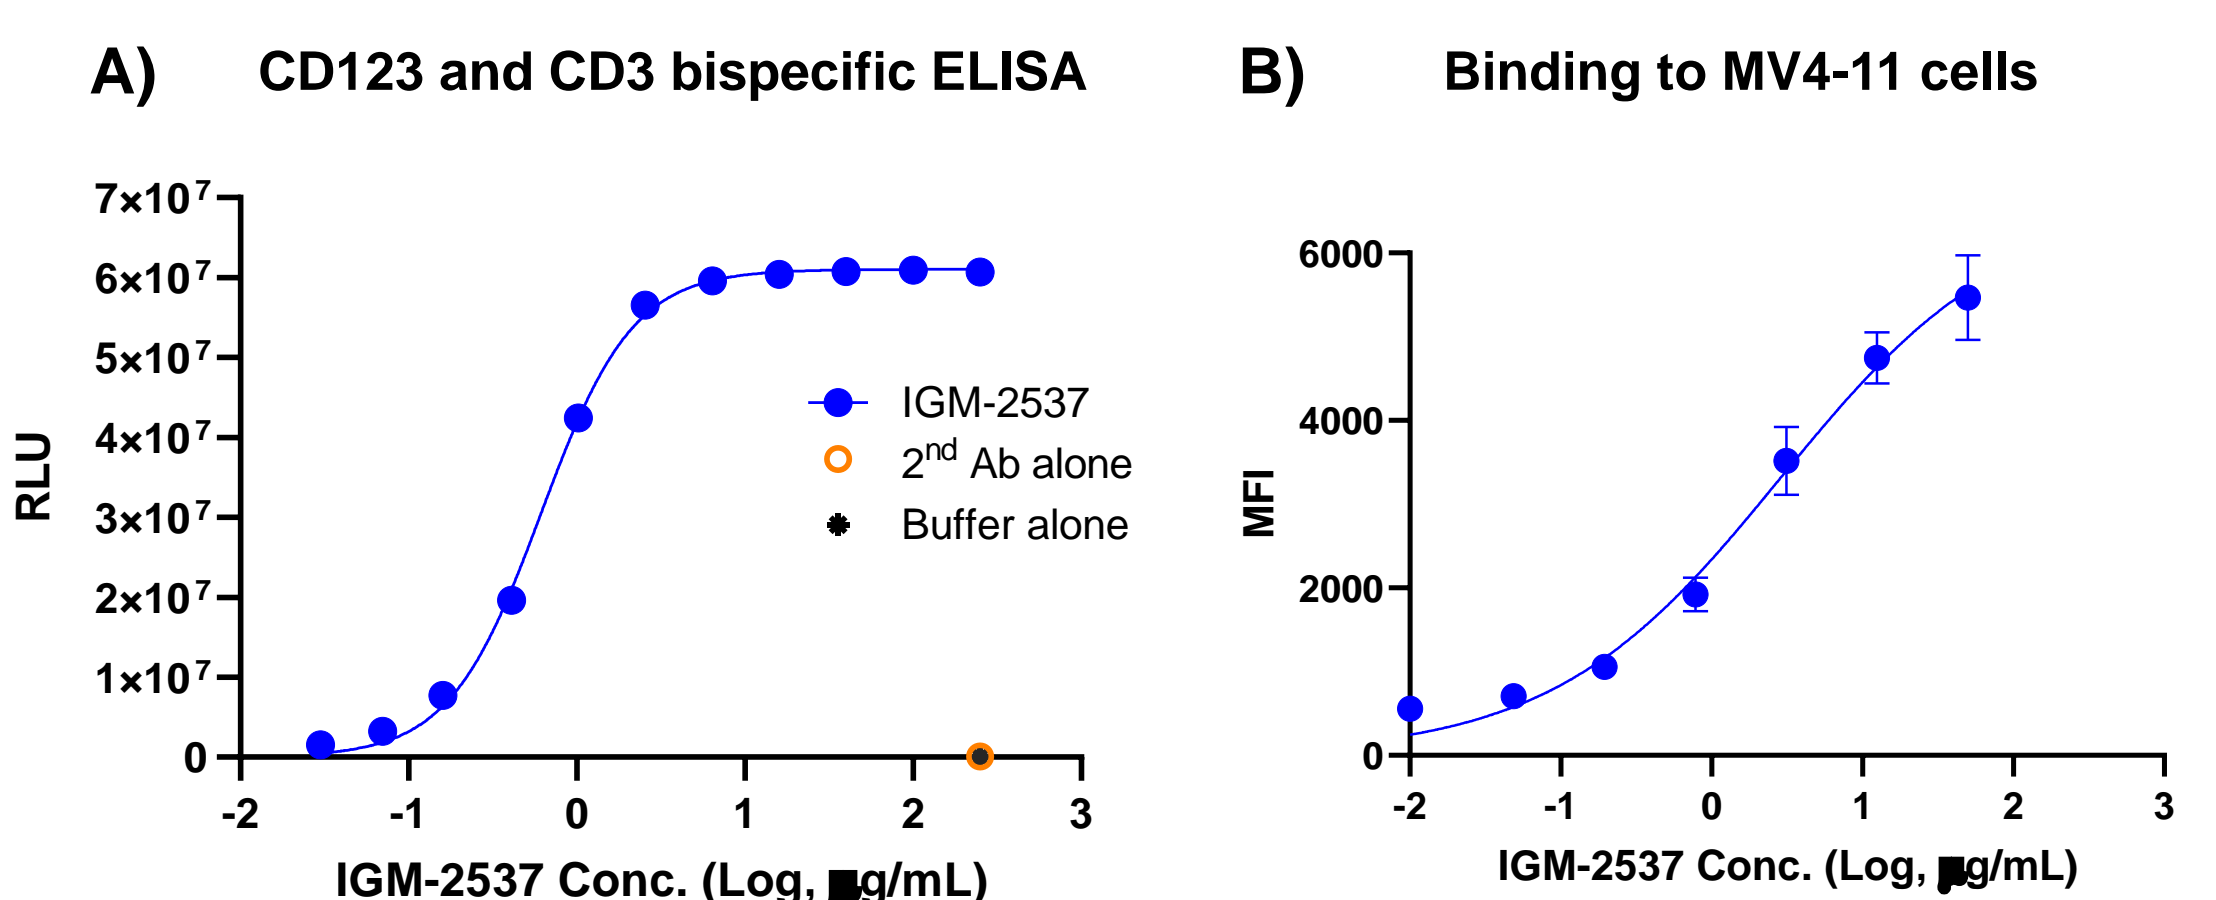 A) CD123 and CD3 bispecific ELISA
7×10⁷
6×10⁷
5×10⁷
4×10⁷
3×10⁷
2×10⁷
1×10⁷
0
RLU
-2 -1 0 1 2 3
IGM-2537 Conc. (Log, g/mL)
IGM-2537
2nd Ab alone
Buffer alone
B) Binding to MV4-11 cells
6000
4000
2000
0
MFI
-2 -1 0 1 2 3
IGM-2537 Conc. (Log, g/mL)